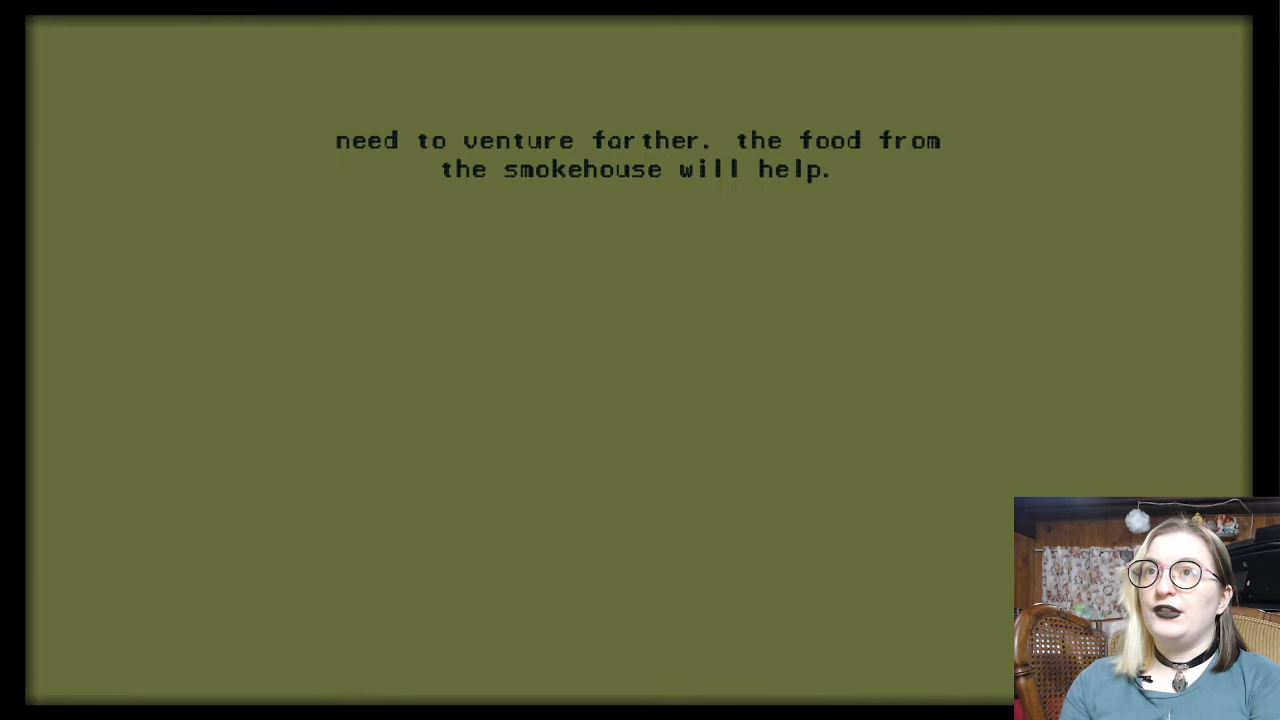 need to venture farther. the food from
the smokehouse will help.